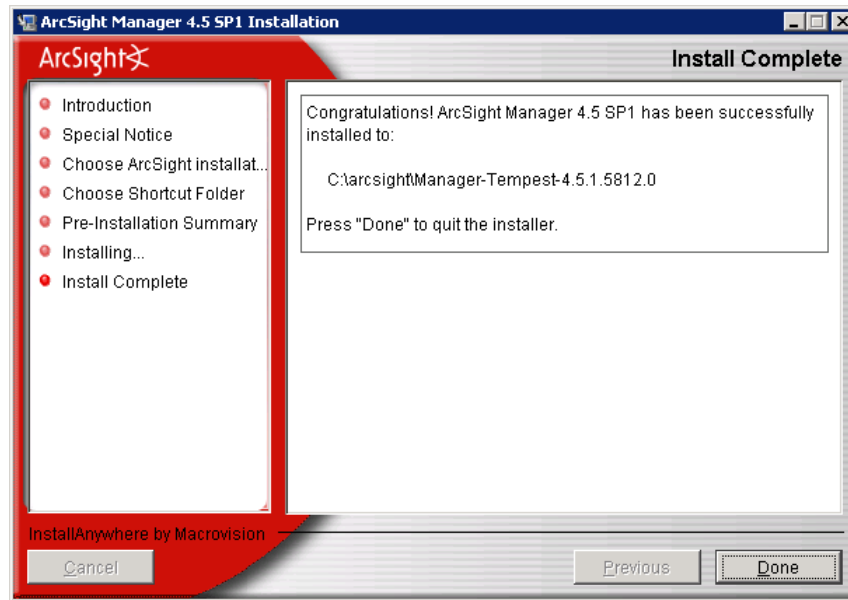 ArcSight Manager 4.5 SP1 Installation
ArcSight
Install Complete
Introduction
Special Notice
Choose ArcSight installat...
Choose Shortcut Folder
Pre-Installation Summary
Installing...
Install Complete
Congratulations! ArcSight Manager 4.5 SP1 has been successfully
installed to:
C:\arcsight\Manager-Tempest-4.5.1.5812.0
Press "Done" to quit the installer.
InstallAnywhere by Macrovision
Cancel
Previous
Done